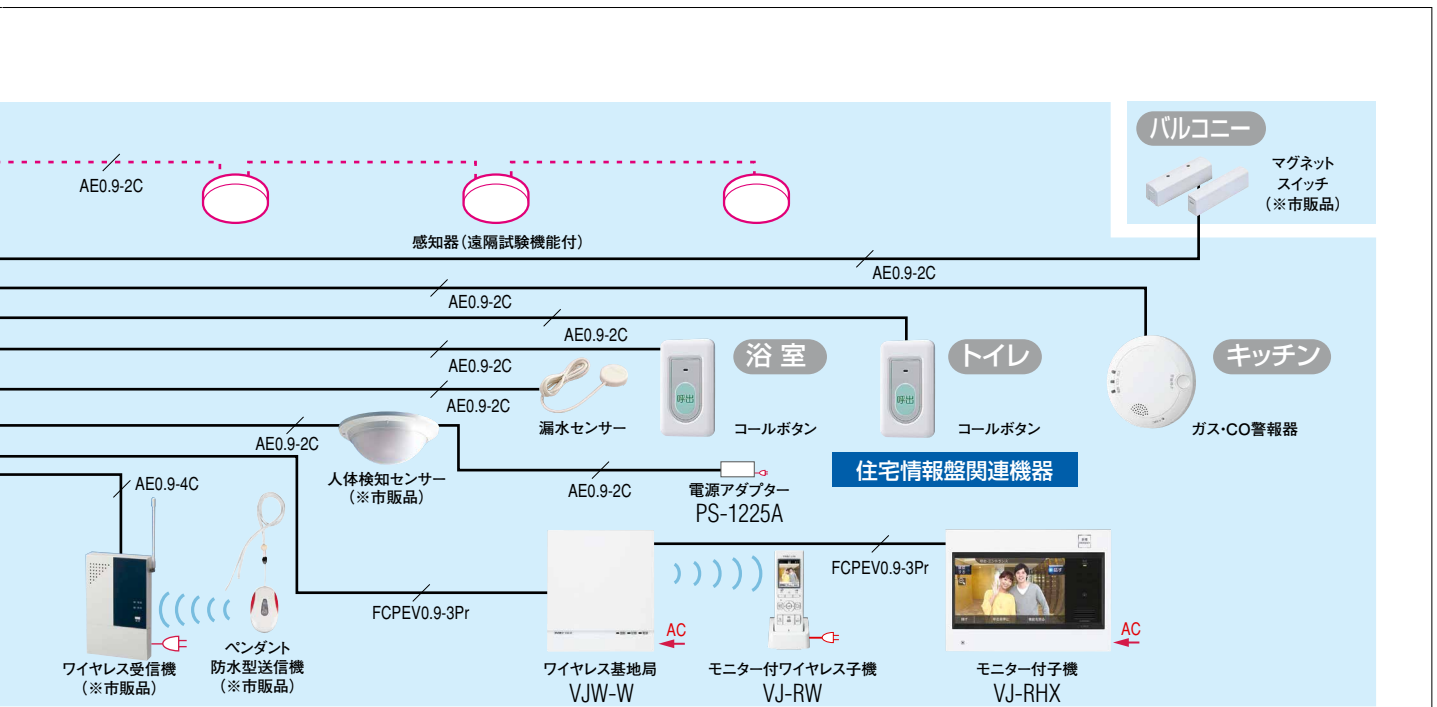 バルコニー
マグネット
スイッチ
（※市販品）
AE0.9-2C
感知器（遠隔試験機能付）
AE0.9-2C
AE0.9-2C
AE0.9-2C
AE0.9-2C
浴室
トイレ
キッチン
呼出
呼出
AE0.9-2C
漏水センサー
コールボタン
コールボタン
ガス・CO警報器
AE0.9-2C
人体検知センサー
（※市販品）
AE0.9-2C
電源アダプター
PS-1225A
住宅情報盤関連機器
AE0.9-4C
FCPEV0.9-3Pr
FCPEV0.9-3Pr
AC
AC
ワイヤレス受信機
（※市販品）
ペンダント
防水型送信機
（※市販品）
ワイヤレス基地局
VJW-W
モニター付ワイヤレス子機
VJ-RW
モニター付子機
VJ-RHX